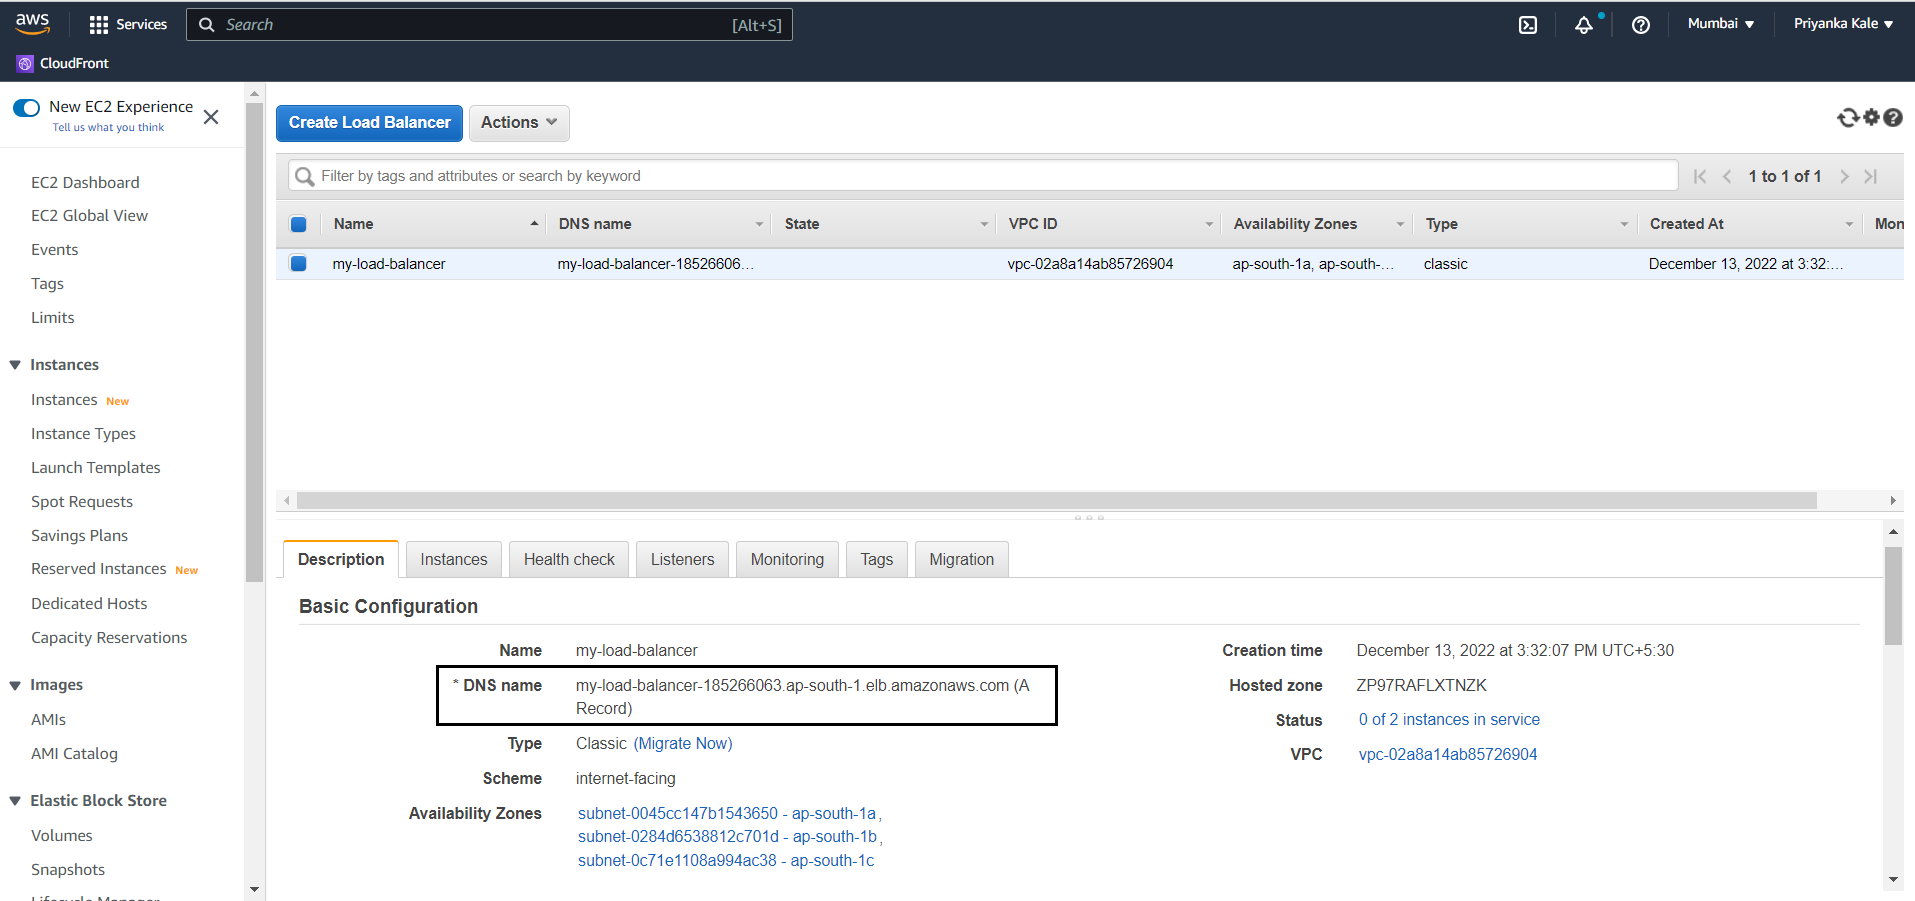 aws
Services
Search
[Alt+S]
Mumbai
Priyanka Kale
CloudFront
New EC2 Experience
Tell us what you think
EC2 Dashboard
EC2 Global View
Events
Tags
Limits
Instances
Instances New
Instance Types
Launch Templates
Spot Requests
Savings Plans
Reserved Instances New
Dedicated Hosts
Capacity Reservations
Images
AMIs
AMI Catalog
Elastic Block Store
Volumes
Snapshots
Lifecycle Manager
Create Load Balancer
Actions
Filter by tags and attributes or search by keyword
1 to 1 of 1
Name DNS name State VPC ID Availability Zones Type Created At Mon
my-load-balancer my-load-balancer-18526606... vpc-02a8a14ab85726904 ap-south-1a, ap-south-... classic December 13, 2022 at 3:32:...
Description Instances Health check Listeners Monitoring Tags Migration
Basic Configuration
Name my-load-balancer
* DNS name my-load-balancer-185266063.ap-south-1.elb.amazonaws.com (A
Record)
Type Classic (Migrate Now)
Scheme internet-facing
Availability Zones subnet-0045cc147b1543650 - ap-south-1a,
subnet-0284d6538812c701d - ap-south-1b,
subnet-0c71e1108a994ac38 - ap-south-1c
Creation time December 13, 2022 at 3:32:07 PM UTC+5:30
Hosted zone ZP97RAFLXTNZK
Status 0 of 2 instances in service
VPC vpc-02a8a14ab85726904